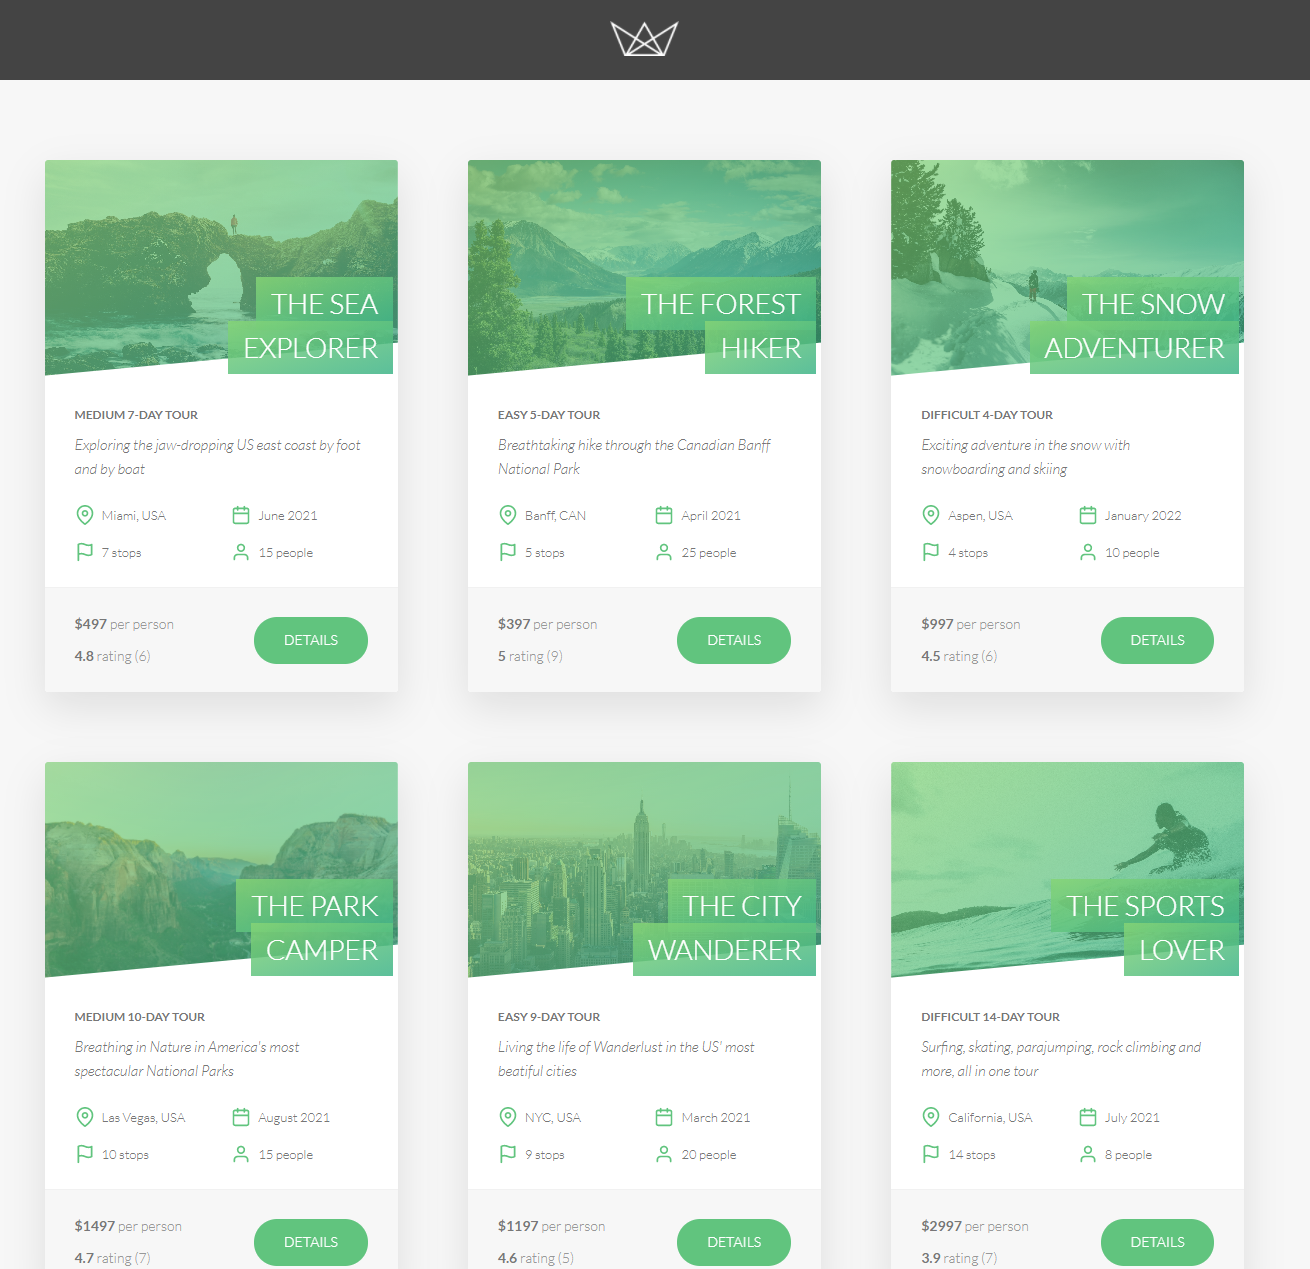 THE SEA
EXPLORER
MEDIUM 7-DAY TOUR
Exploring the jaw-dropping US east coast by foot
and by boat
Miami, USA
June 2021
7 stops
15 people
$497 per person
4.8 rating (6)
DETAILS
THE FOREST
HIKER
EASY 5-DAY TOUR
Breathtaking hike through the Canadian Banff
National Park
Banff, CAN
April 2021
5 stops
25 people
$397 per person
5 rating (9)
DETAILS
THE SNOW
ADVENTURER
DIFFICULT 4-DAY TOUR
Exciting adventure in the snow with
snowboarding and skiing
Aspen, USA
January 2022
4 stops
10 people
$997 per person
4.5 rating (6)
DETAILS
THE PARK
CAMPER
MEDIUM 10-DAY TOUR
Breathing in Nature in America's most
spectacular National Parks
Las Vegas, USA
August 2021
10 stops
15 people
$1497 per person
4.7 rating (7)
DETAILS
THE CITY
WANDERER
EASY 9-DAY TOUR
Living the life of Wanderlust in the US' most
beatiful cities
NYC, USA
March 2021
9 stops
20 people
$1197 per person
4.6 rating (5)
DETAILS
THE SPORTS
LOVER
DIFFICULT 14-DAY TOUR
Surfing, skating, parajumping, rock climbing and
more, all in one tour
California, USA
July 2021
14 stops
8 people
$2997 per person
3.9 rating (7)
DETAILS